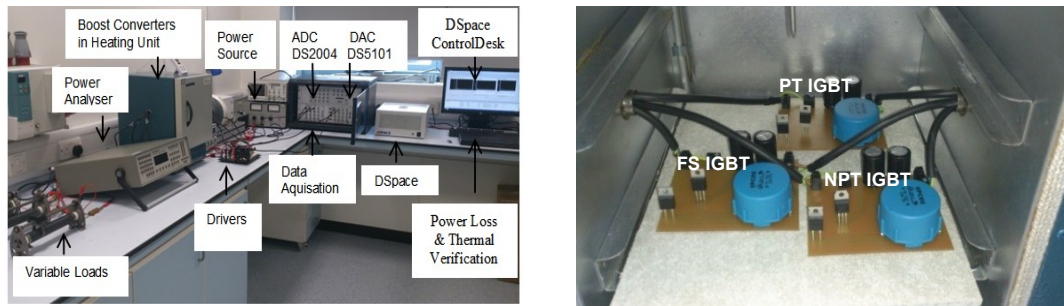 Boost Converters
in Heating Unit
Power
Source
ADC
DS2004
DAC
DS5101
DSpace
ControlDesk
Power
Analyser
Data
Aquisation
DSpace
Drivers
Power Loss
& Thermal
Verification
Variable Loads
PT IGBT
FS IGBT
NPT IGBT